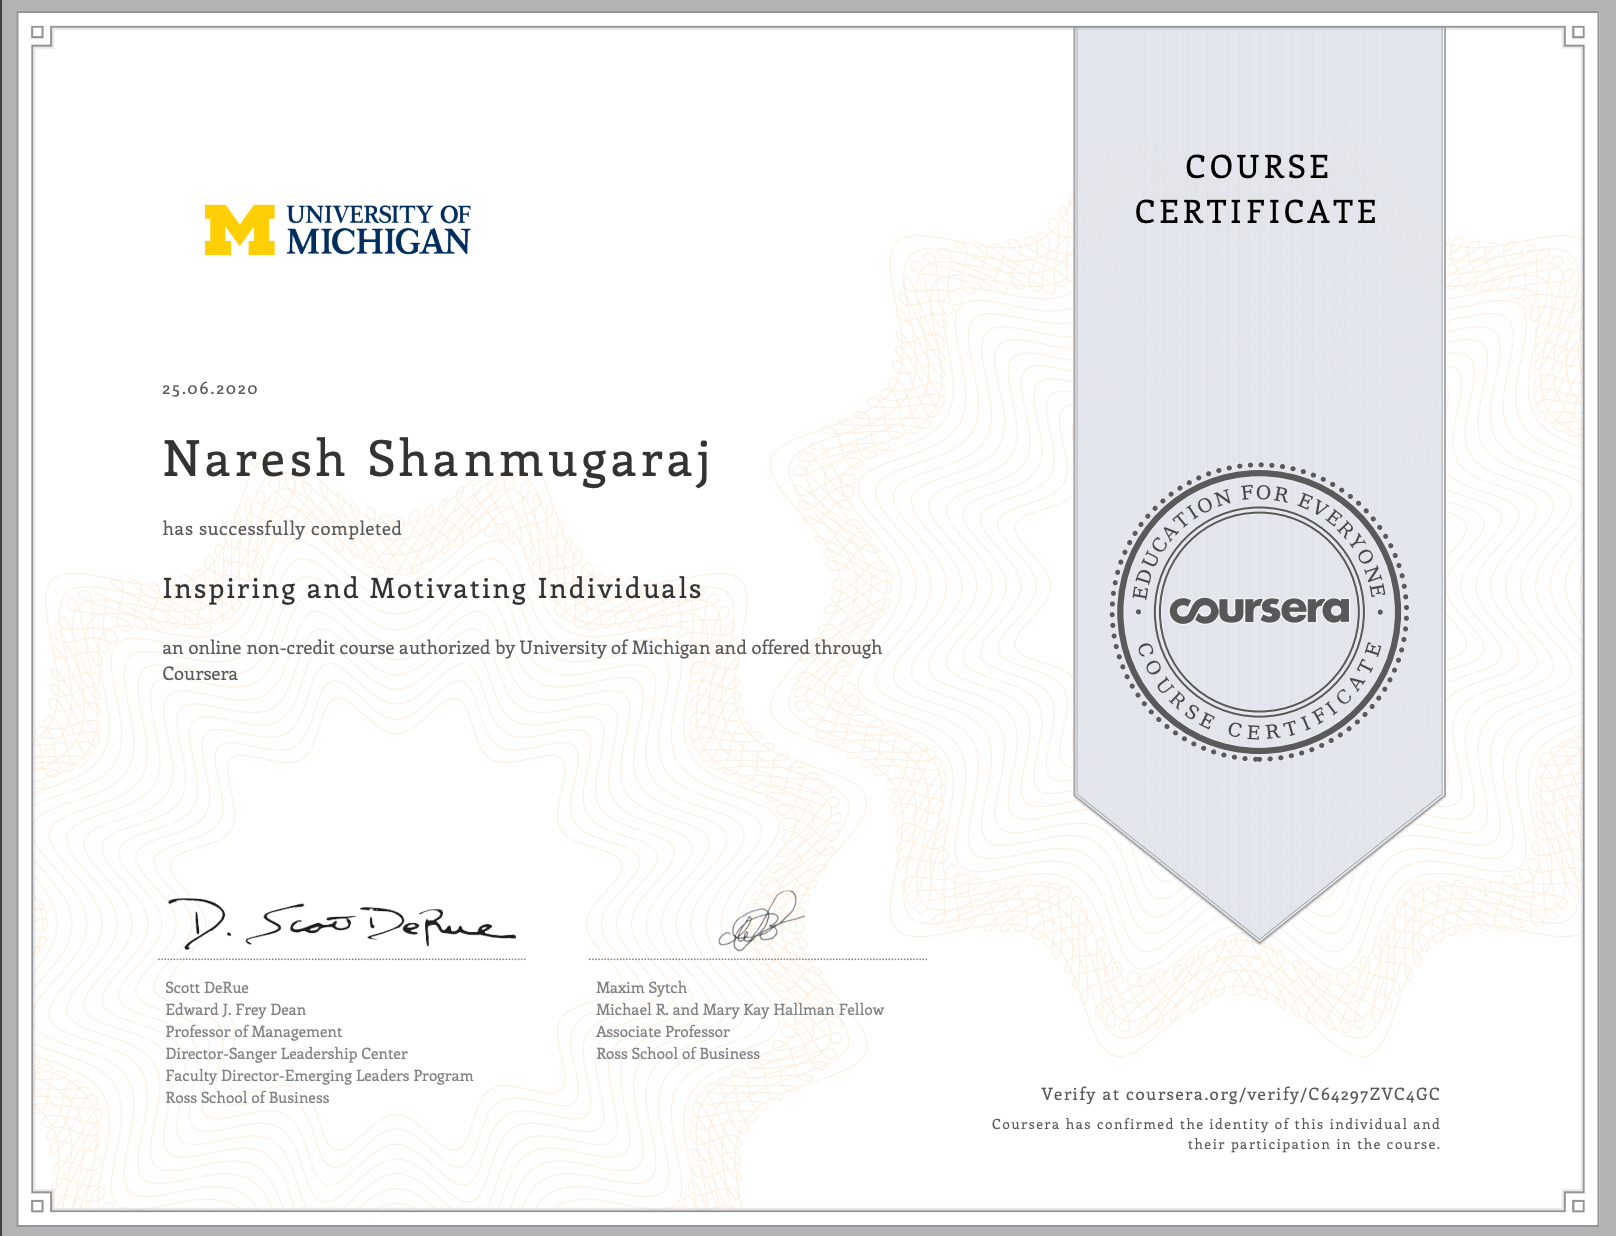 COURSE
CERTIFICATE
UNIVERSITY OF
MICHIGAN
25.06.2020
Naresh Shanmugaraj
has successfully completed
Inspiring and Motivating Individuals
an online non-credit course authorized by University of Michigan and offered through
Coursera
EDUCATION FOR EVERYONE
coursera
COURSE CERTIFICATE
D. Scott DeRue
Scott DeRue
Edward J. Frey Dean
Professor of Management
Director-Sanger Leadership Center
Faculty Director-Emerging Leaders Program
Ross School of Business
Maxim Sytch
Michael R. and Mary Kay Hallman Fellow
Associate Professor
Ross School of Business
Verify at coursera.org/verify/C64297ZVC4GC
Coursera has confirmed the identity of this individual and
their participation in the course.